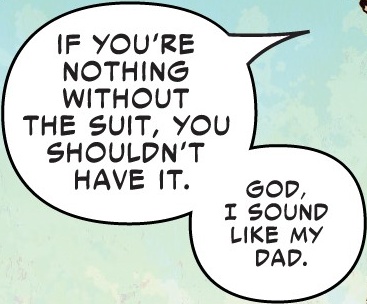 IF YOU'RE
NOTHING
WITHOUT
THE SUIT, YOU
SHOULDN'T
HAVE IT.
GOD,
I SOUND
LIKE MY
DAD.